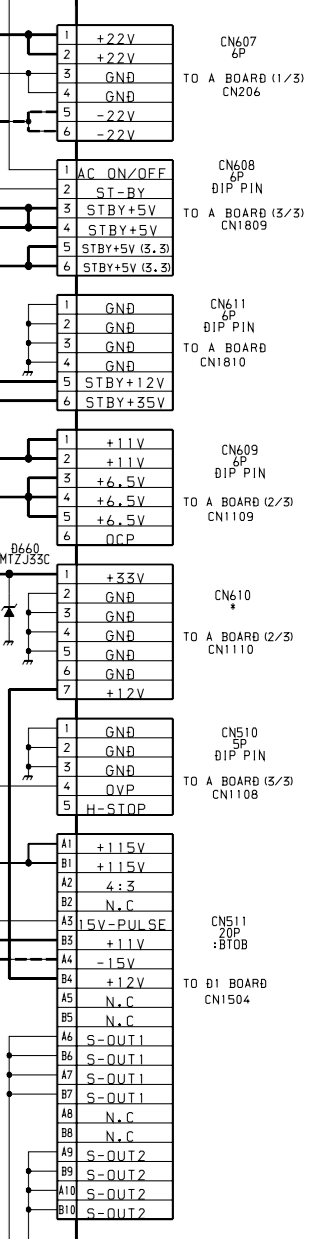 1 +22V
2 +22V
3 GND
4 GND
5 -22V
6 -22V
CN607
6P
TO A BOARD (1/3)
CN206
1 AC ON/OFF
2 ST-BY
3 STBY+5V
4 STBY+5V
5 STBY+5V (3.3)
6 STBY+5V (3.3)
CN608
6P
DIP PIN
TO A BOARD (3/3)
CN1809
1 GND
2 GND
3 GND
4 GND
5 STBY+12V
6 STBY+35V
CN611
6P
DIP PIN
TO A BOARD
CN1810
1 +11V
2 +11V
3 +6.5V
4 +6.5V
5 +6.5V
6 OCP
CN609
6P
DIP PIN
TO A BOARD (2/3)
CN1109
D660
MTZJ33C
1 +33V
2 GND
3 GND
4 GND
5 GND
6 GND
7 +12V
CN610
*
TO A BOARD (2/3)
CN1110
1 GND
2 GND
3 GND
4 OVP
5 H-STOP
CN510
5P
DIP PIN
TO A BOARD (3/3)
CN1108
A1 +115V
B1 +115V
A2 4:3
B2 N.C
A3 15V-PULSE
B3 +11V
A4 -15V
B4 +12V
A5 N.C
B5 N.C
A6 S-OUT1
B6 S-OUT1
A7 S-OUT1
B7 S-OUT1
A8 N.C
B8 N.C
A9 S-OUT2
B9 S-OUT2
A10 S-OUT2
B10 S-OUT2
CN511
20P
:BTOB
TO D1 BOARD
CN1504